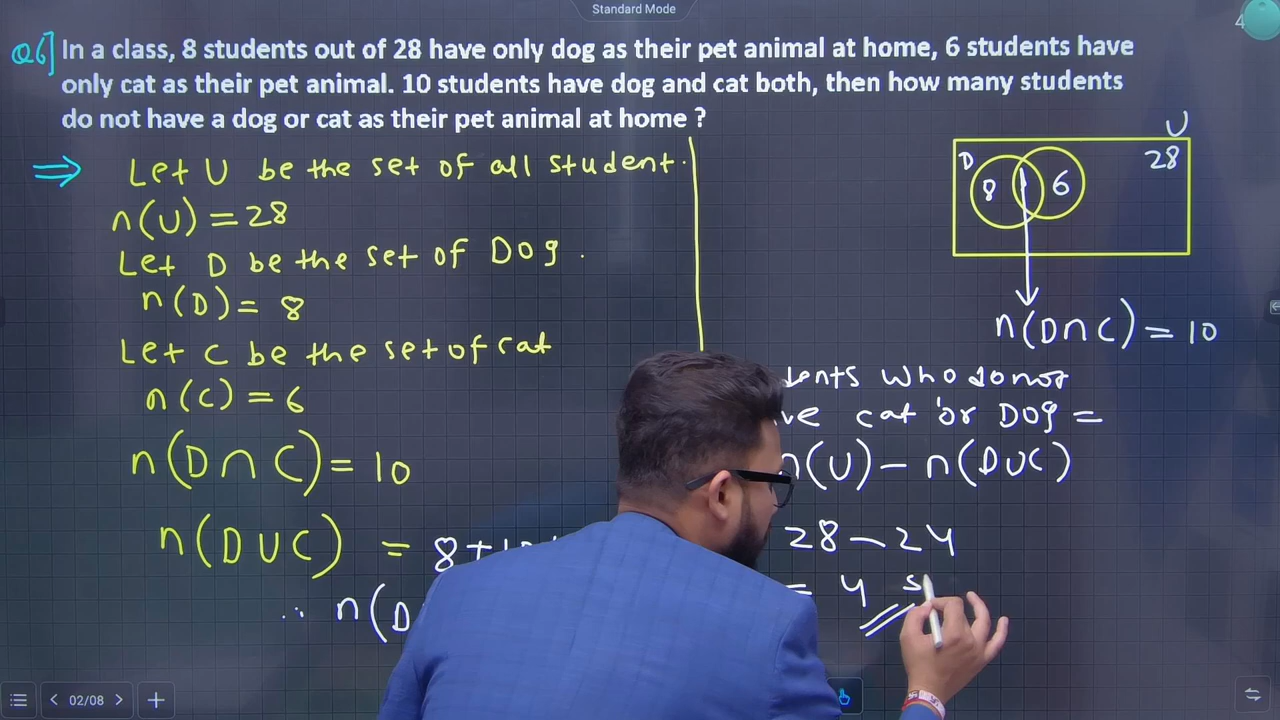 Standard Mode
4
Q6] In a class, 8 students out of 28 have only dog as their pet animal at home, 6 students have
only cat as their pet animal. 10 students have dog and cat both, then how many students
do not have a dog or cat as their pet animal at home ?
⇒ Let U be the set of all student.
n(U) = 28
Let D be the set of Dog.
n(D) = 8
Let C be the set of cat
n(C) = 6
n(D∩C) = 10
n(D∪C) = 8+10
∴ n(D
U
28
D
8
6
n(D∩C) = 10
who do not
cat or Dog =
n(U) - n(D∪C)
28 - 24
= 4 s
02/08